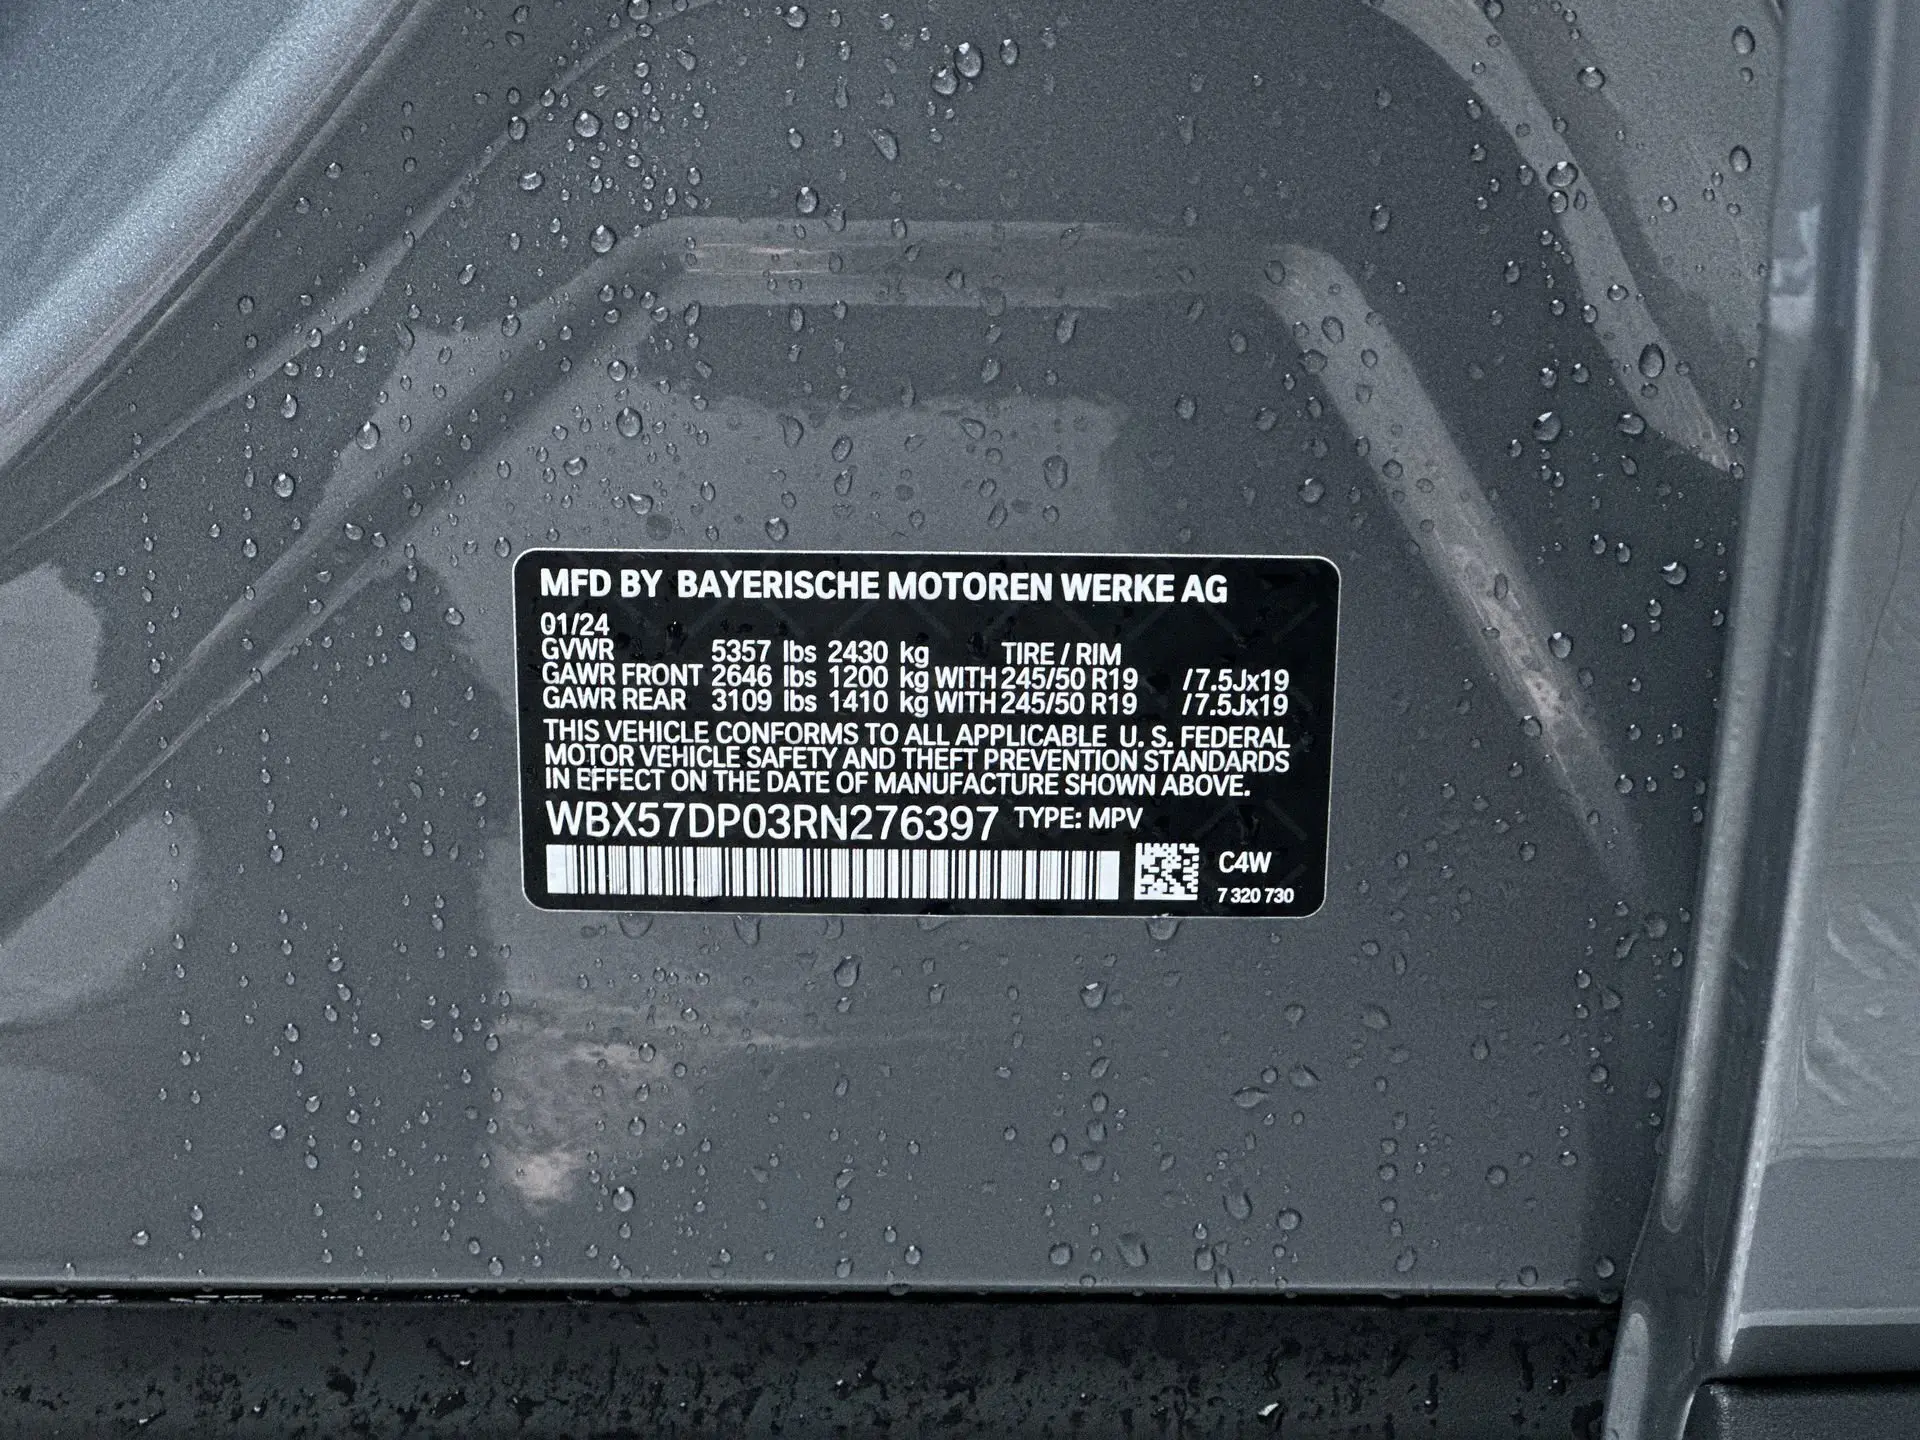 MFD BY BAYERISCHE MOTOREN WERKE AG
01/24
GVWR 5357 lbs 2430 kg TIRE / RIM
GAWR FRONT 2646 lbs 1200 kg WITH 245/50 R19 /7.5Jx19
GAWR REAR 3109 lbs 1410 kg WITH 245/50 R19 /7.5Jx19
THIS VEHICLE CONFORMS TO ALL APPLICABLE U. S. FEDERAL
MOTOR VEHICLE SAFETY AND THEFT PREVENTION STANDARDS
IN EFFECT ON THE DATE OF MANUFACTURE SHOWN ABOVE.
WBX57DP03RN276397 TYPE: MPV
C4W
7 320 730